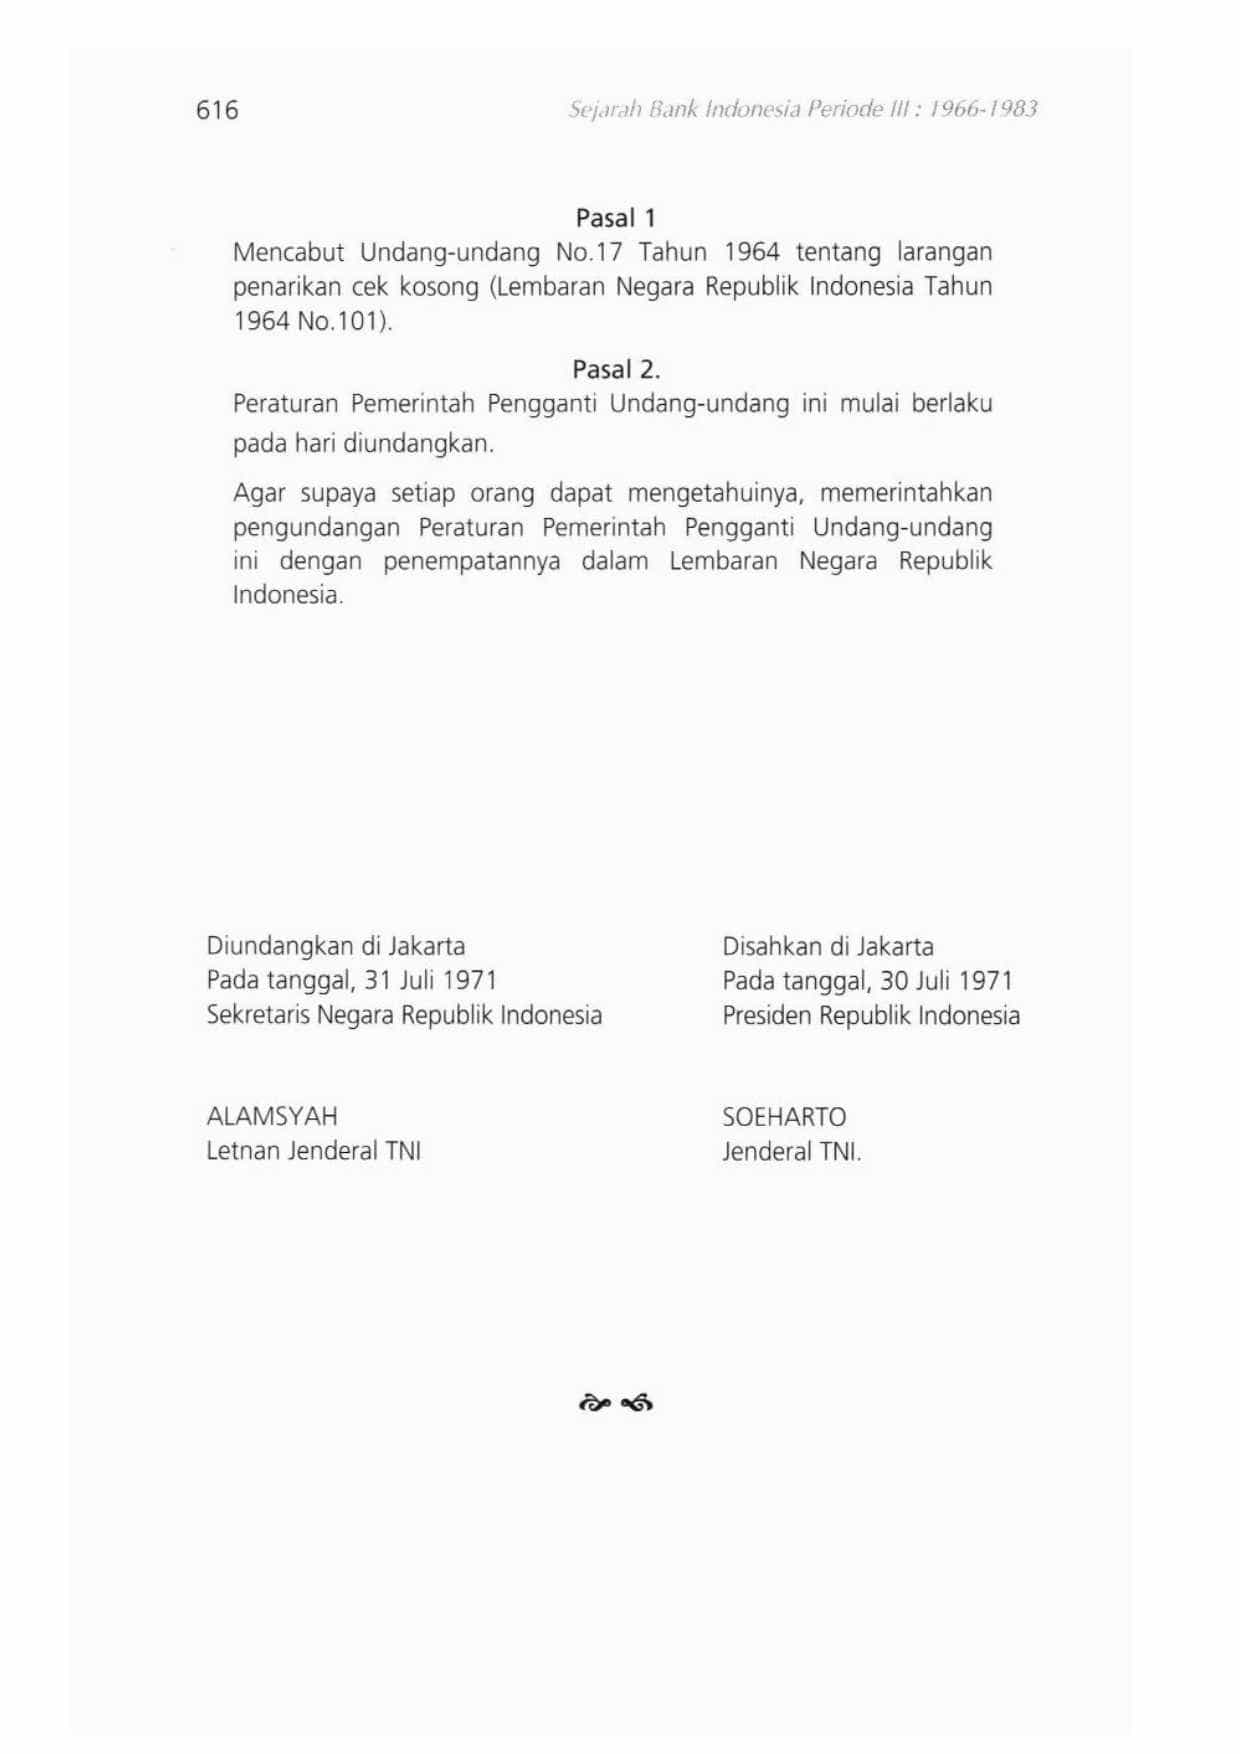 616
Sejarah Bank Indonesia Periode III : 1966-1983
Pasal 1
Mencabut Undang-undang No.17 Tahun 1964 tentang larangan
penarikan cek kosong (Lembaran Negara Republik Indonesia Tahun
1964 No.101).
Pasal 2.
Peraturan Pemerintah Pengganti Undang-undang ini mulai berlaku
pada hari diundangkan.
Agar supaya setiap orang dapat mengetahuinya, memerintahkan
pengundangan Peraturan Pemerintah Pengganti Undang-undang
ini dengan penempatannya dalam Lembaran Negara Republik
Indonesia.
Diundangkan di Jakarta
Pada tanggal, 31 Juli 1971
Sekretaris Negara Republik Indonesia
ALAMSYAH
Letnan Jenderal TNI
Disahkan di Jakarta
Pada tanggal, 30 Juli 1971
Presiden Republik Indonesia
SOEHARTO
Jenderal TNI.